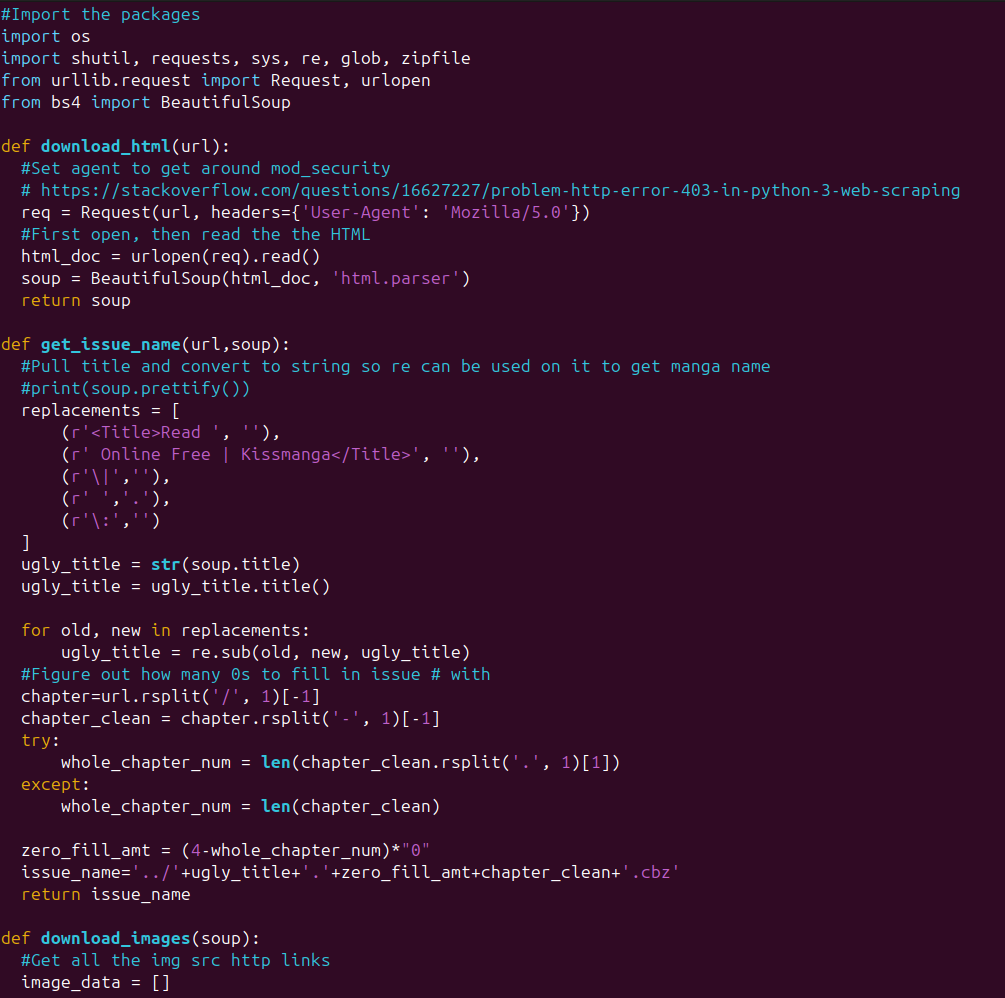 #Import the packages
import os
import shutil, requests, sys, re, glob, zipfile
from urllib.request import Request, urlopen
from bs4 import BeautifulSoup

def download_html(url):
  #Set agent to get around mod_security
  # https://stackoverflow.com/questions/16627227/problem-http-error-403-in-python-3-web-scraping
  req = Request(url, headers={'User-Agent': 'Mozilla/5.0'})
  #First open, then read the the HTML
  html_doc = urlopen(req).read()
  soup = BeautifulSoup(html_doc, 'html.parser')
  return soup

def get_issue_name(url,soup):
  #Pull title and convert to string so re can be used on it to get manga name
  #print(soup.prettify())
  replacements = [
      (r'<Title>Read ', ''),
      (r' Online Free | Kissmanga</Title>', ''),
      (r'\|',''),
      (r' ','.'),
      (r'\:','')
  ]
  ugly_title = str(soup.title)
  ugly_title = ugly_title.title()

  for old, new in replacements:
      ugly_title = re.sub(old, new, ugly_title)
  #Figure out how many 0s to fill in issue # with
  chapter=url.rsplit('/', 1)[-1]
  chapter_clean = chapter.rsplit('-', 1)[-1]
  try:
      whole_chapter_num = len(chapter_clean.rsplit('.', 1)[1])
  except:
      whole_chapter_num = len(chapter_clean)

  zero_fill_amt = (4-whole_chapter_num)*"0"
  issue_name='../'+ugly_title+'.'+zero_fill_amt+chapter_clean+'.cbz'
  return issue_name

def download_images(soup):
  #Get all the img src http links
  image_data = []